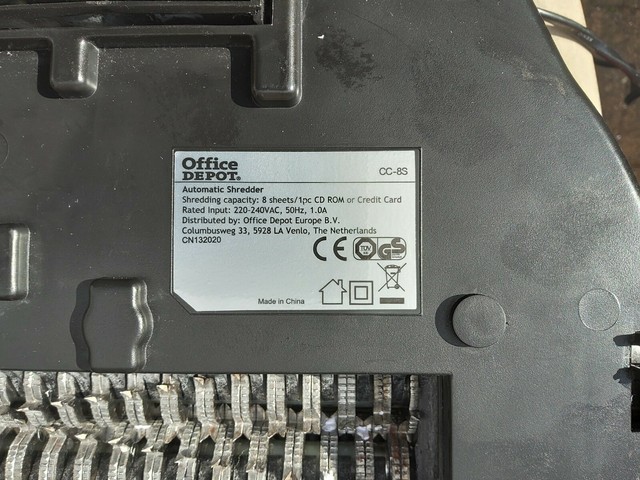 Office
DEPOT.
CC-8S
Automatic Shredder
Shredding capacity: 8 sheets/1pc CD ROM or Credit Card
Rated Input: 220-240VAC, 50Hz, 1.0A
Distributed by: Office Depot Europe B.V.
Columbusweg 33, 5928 LA Venlo, The Netherlands
CN132020
CE TÜV GS
Made in China